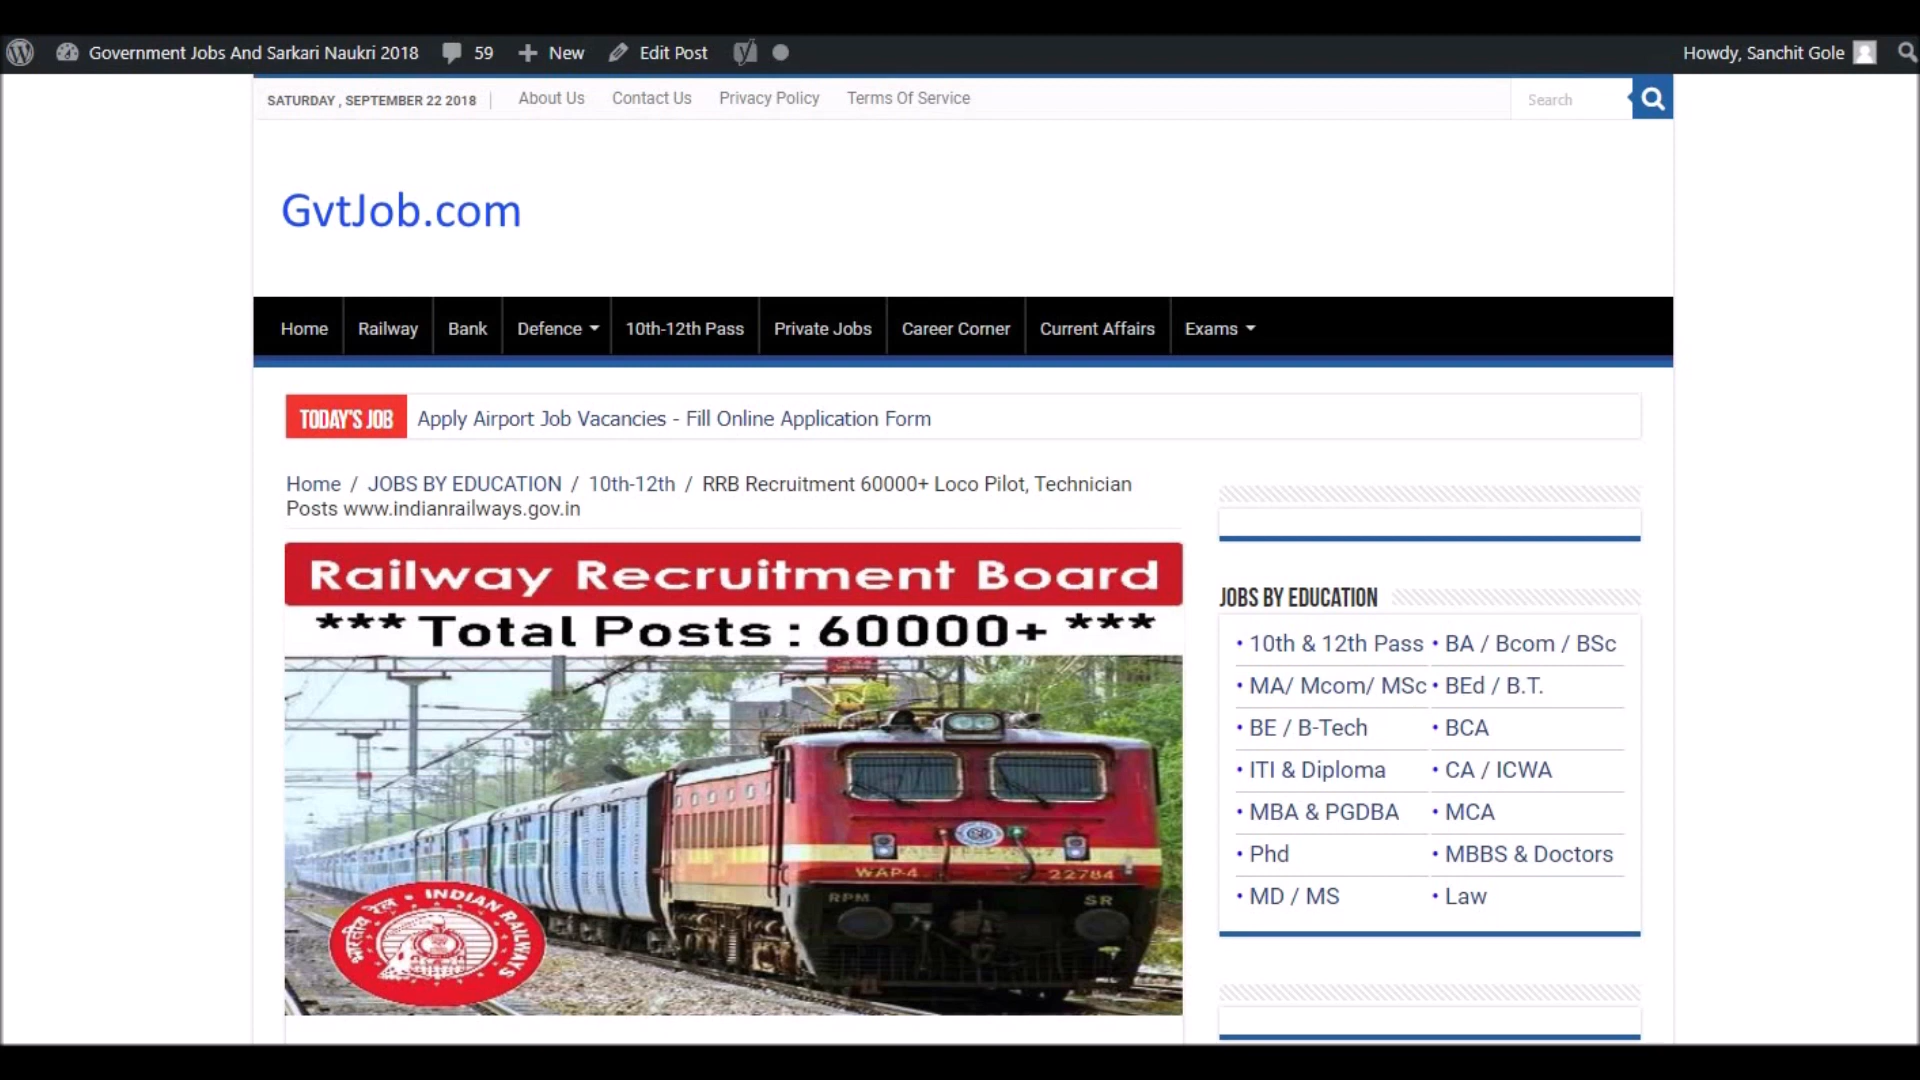 Government Jobs And Sarkari Naukri 2018 59 New Edit Post Howdy, Sanchit Gole
SATURDAY , SEPTEMBER 22 2018 About Us Contact Us Privacy Policy Terms Of Service Search
GvtJob.com
Home Railway Bank Defence 10th-12th Pass Private Jobs Career Corner Current Affairs Exams
TODAY'S JOB Apply Airport Job Vacancies - Fill Online Application Form
Home / JOBS BY EDUCATION / 10th-12th / RRB Recruitment 60000+ Loco Pilot, Technician
Posts www.indianrailways.gov.in
Railway Recruitment Board
*** Total Posts : 60000+ ***
WAP-4 22784
RPM SR
भारतीय रेल • INDIAN RAILWAYS
JOBS BY EDUCATION
• 10th & 12th Pass • BA / Bcom / BSc
• MA/ Mcom/ MSc • BEd / B.T.
• BE / B-Tech • BCA
• ITI & Diploma • CA / ICWA
• MBA & PGDBA • MCA
• Phd • MBBS & Doctors
• MD / MS • Law